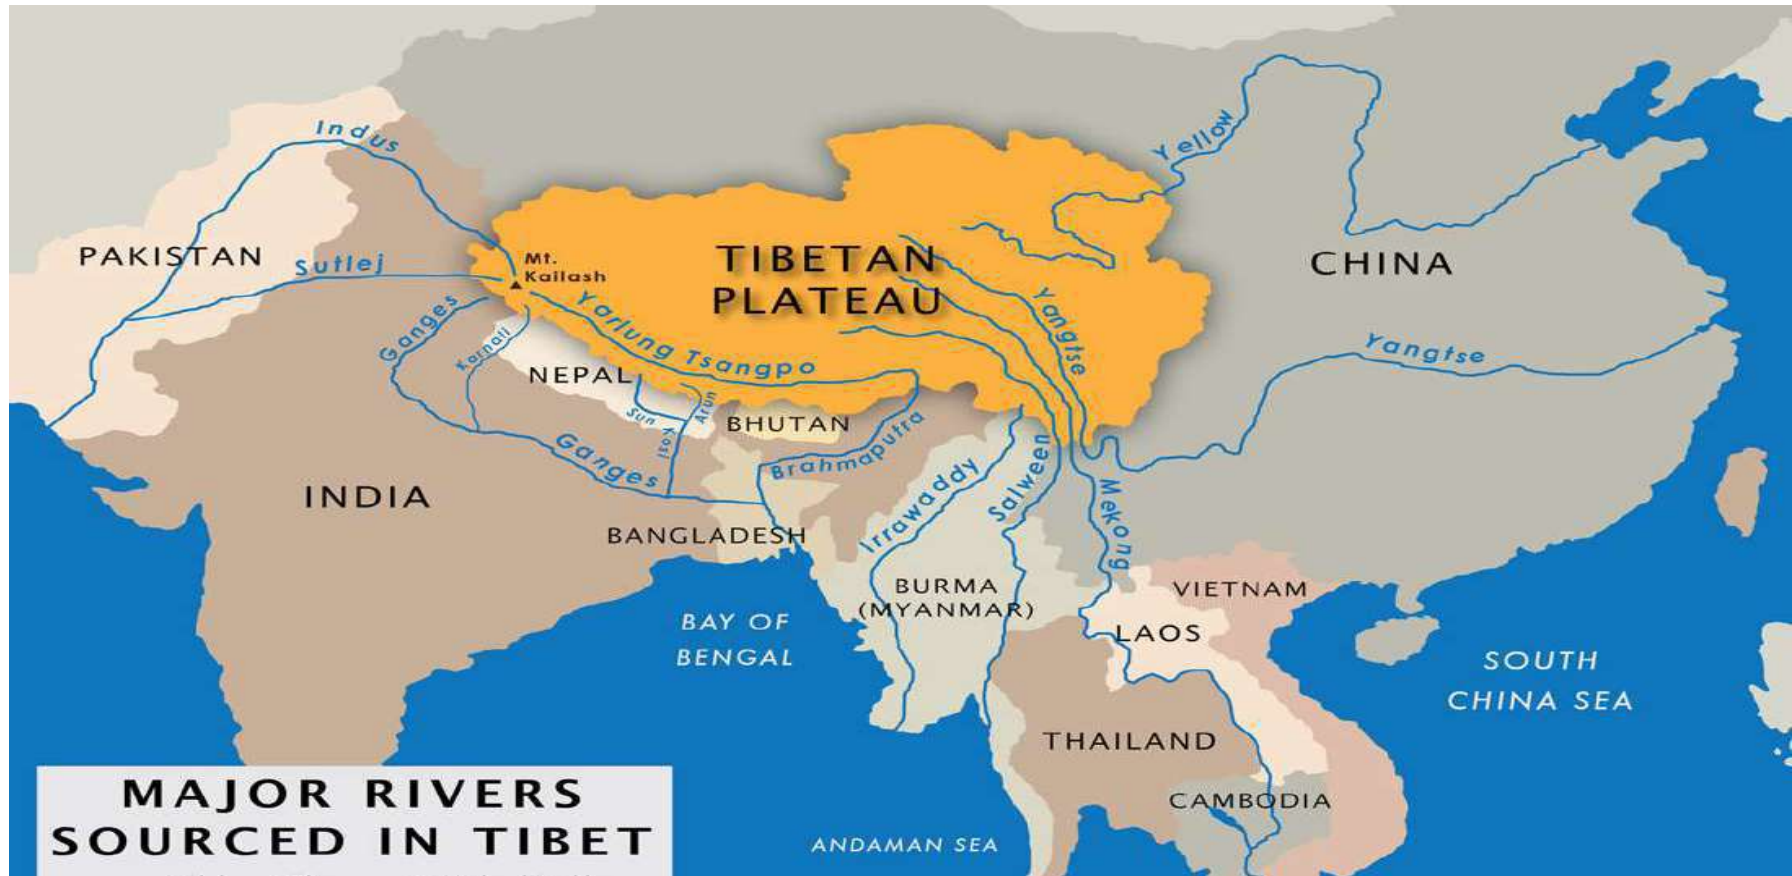 Indus
Yellow
PAKISTAN
Sutlej
Mt.
Kailash
TIBETAN
PLATEAU
CHINA
Ganges
Karnali
Yarlung Tsangpo
Yangtse
Yangtse
NEPAL
Sun
Kosi
Arun
BHUTAN
Brahmaputra
Ganges
INDIA
Irrawaddy
Salween
Mekong
BANGLADESH
BURMA
(MYANMAR)
VIETNAM
LAOS
BAY OF
BENGAL
SOUTH
CHINA SEA
THAILAND
CAMBODIA
ANDAMAN SEA
MAJOR RIVERS
SOURCED IN TIBET